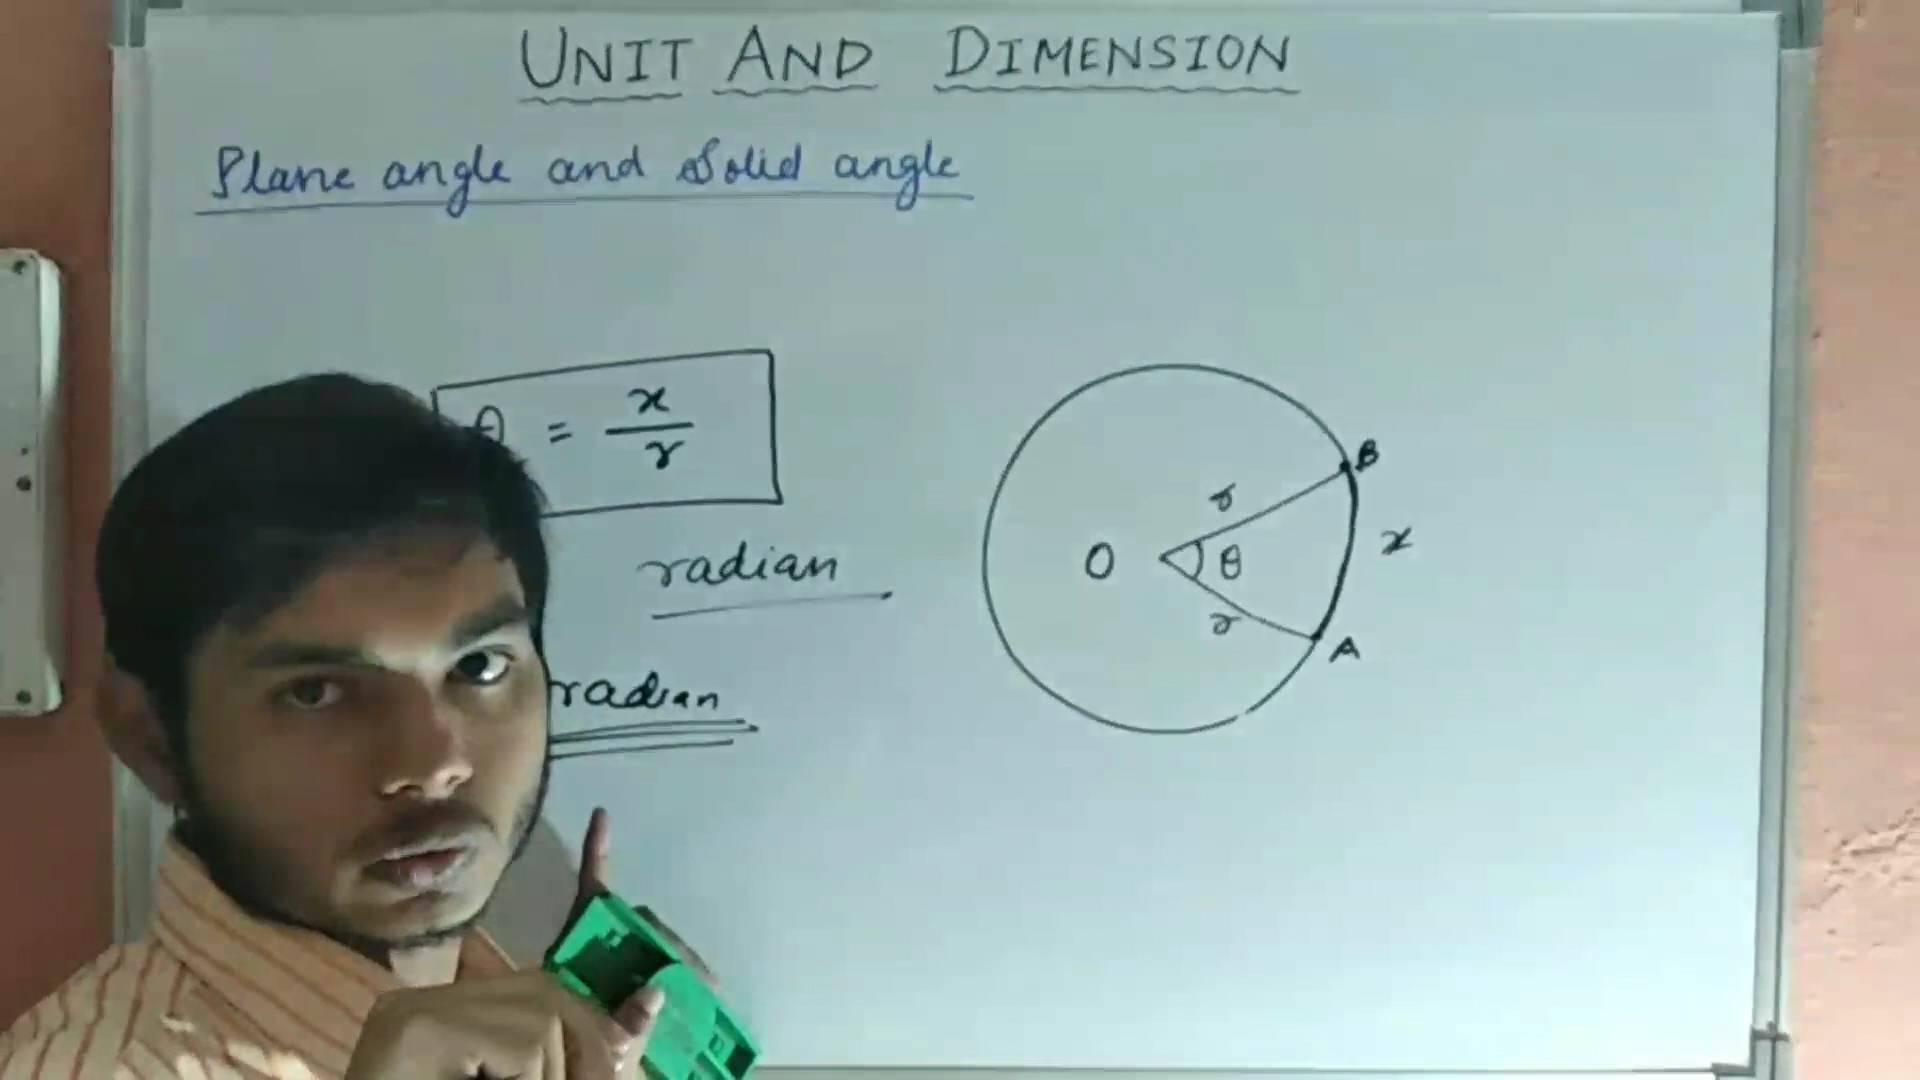 UNIT AND DIMENSION
Plane angle and Solid angle
θ = x/r
radian
radian
B
r
x
O
θ
r
A